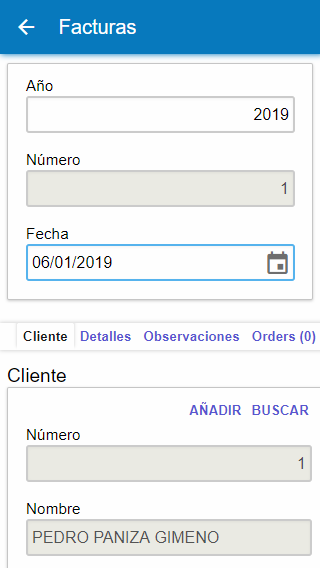 Facturas
Año
2019
Número
1
Fecha
06/01/2019
Cliente Detalles Observaciones Orders (0)
Cliente
AÑADIR BUSCAR
Número
1
Nombre
PEDRO PANIZA GIMENO